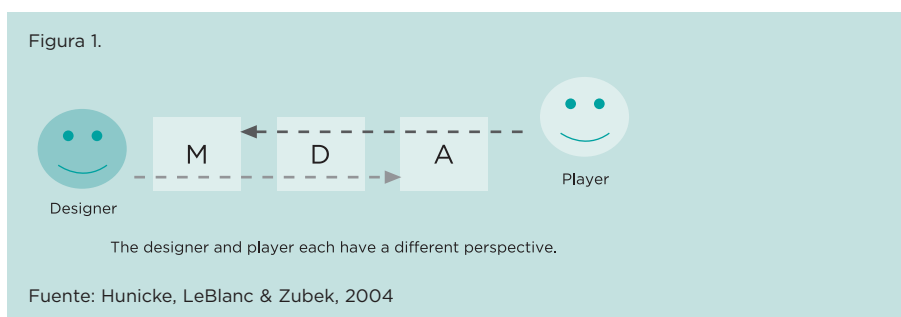 Figura 1.
M D A
Player
Designer
The designer and player each have a different perspective.
Fuente: Hunicke, LeBlanc & Zubek, 2004